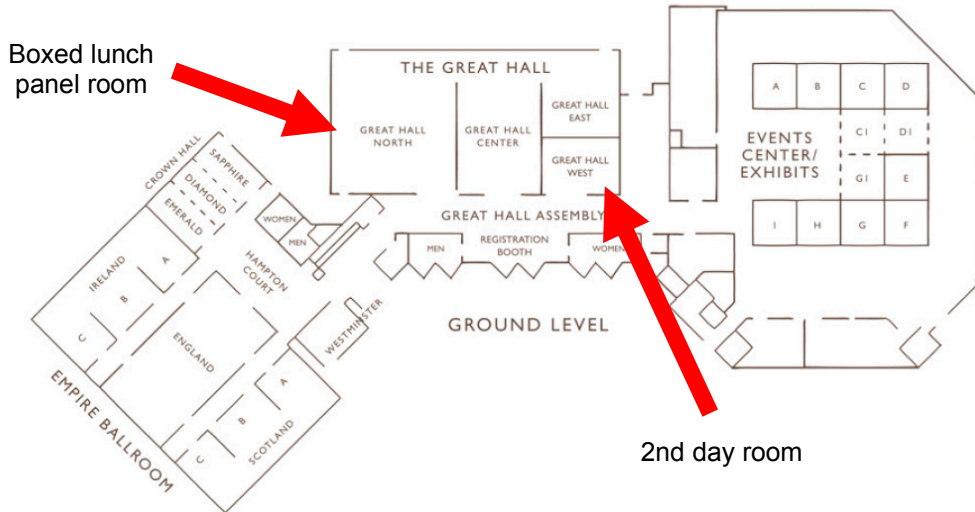 Boxed lunch
panel room
THE GREAT HALL
GREAT HALL
NORTH
GREAT HALL
CENTER
GREAT HALL
EAST
GREAT HALL
WEST
GREAT HALL ASSEMBLY
MEN
REGISTRATION
BOOTH
WOMEN
GROUND LEVEL
EVENTS
CENTER/
EXHIBITS
A
B
C
D
C1
D1
G1
E
I
H
G
F
CROWN HALL
SAPPHIRE
DIAMOND
EMERALD
WOMEN
MEN
HAMPTON
COURT
IRELAND
A
B
C
ENGLAND
WESTMINSTER
SCOTLAND
A
B
C
EMPIRE BALLROOM
2nd day room